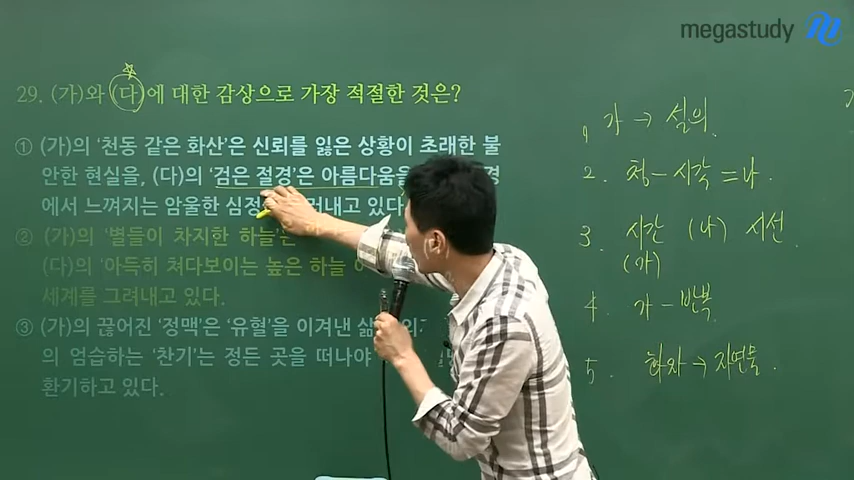 megastudy
29. (가)와 (다)에 대한 감상으로 가장 적절한 것은?
① (가)의 '천둥 같은 화산'은 신뢰를 잃은 상황이 초래한 불
안한 현실을, (다)의 '검은 절경'은 아름다움을
에서 느껴지는 암울한 심정 러내고 있다
② (가)의 '별들이 차지한 하늘'은
(다)의 '아득히 쳐다보이는 높은 하늘
세계를 그려내고 있다.
③ (가)의 끊어진 '정맥'은 '유혈'을 이겨낸
의 엄습하는 '찬기'는 정든 곳을 떠나야
환기하고 있다.
가 → 설의.
2. 청-시각 = 나.
3. 시간 (나) 시선.
(가)
4. 가 - 반복.
5. 화와 → 자연물.